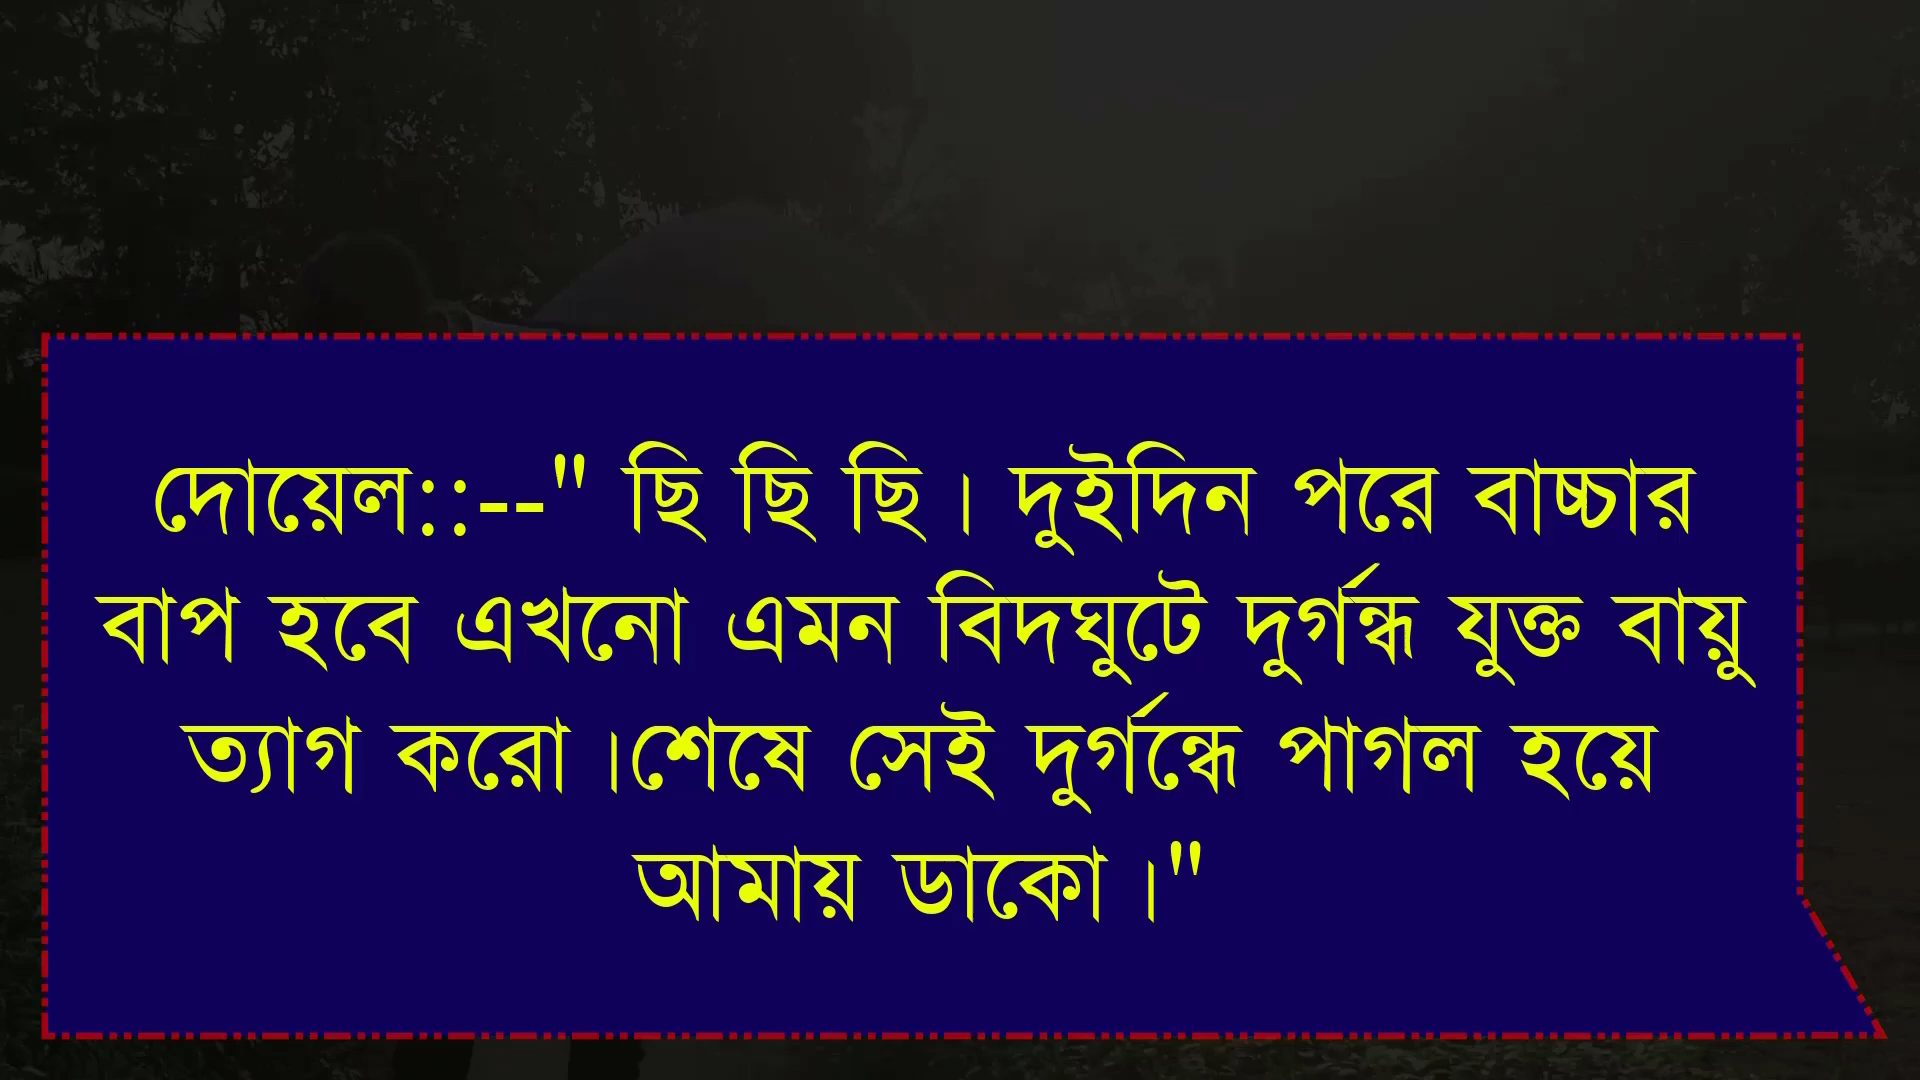 দোয়েল::--" ছি ছি ছি। দুইদিন পরে বাচ্চার
বাপ হবে এখনো এমন বিদঘুটে দুর্গন্ধ যুক্ত বায়ু
ত্যাগ করো।শেষে সেই দুর্গন্ধে পাগল হয়ে
আমায় ডাকো।"